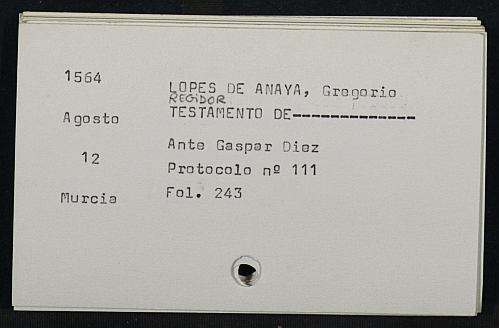 1564
LOPES DE ANAYA, Gregorio
REGIDOR
Agosto
TESTAMENTO DE--------------
12
Ante Gaspar Diez
Protocolo nº 111
Murcia
Fol. 243